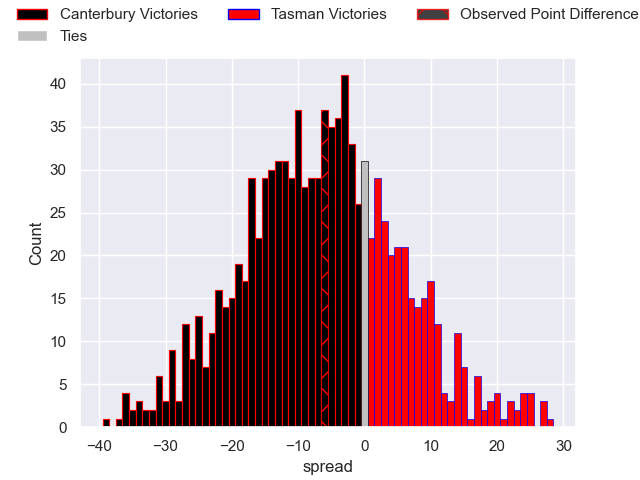 Canterbury Victories
Tasman Victories
Observed Point Difference
Ties
40
35
30
25
20
15
10
5
0
Count
−40
−30
−20
−10
0
10
20
30
spread